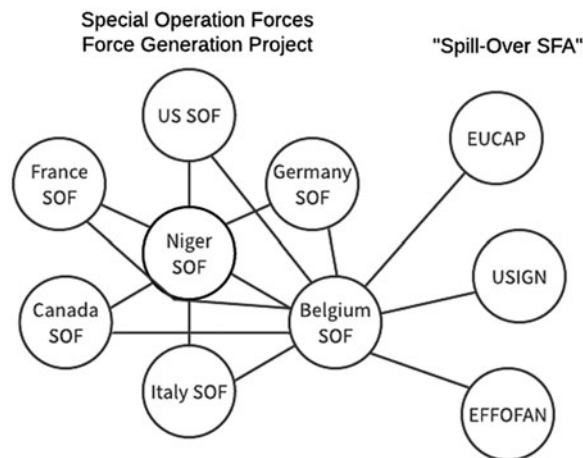 Special Operation Forces
Force Generation Project
"Spill-Over SFA"
US SOF
EUCAP
France
SOF
Germany
SOF
Niger
SOF
USIGN
Canada
SOF
Belgium
SOF
Italy SOF
EFFOFAN